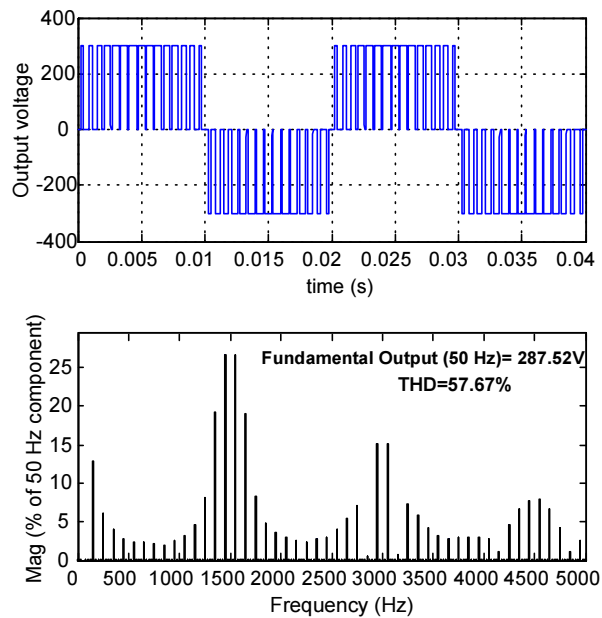 400
200
0
-200
-400
Output voltage
0 0.005 0.01 0.015 0.02 0.025 0.03 0.035 0.04
time (s)
Fundamental Output (50 Hz)= 287.52V
THD=57.67%
25
20
15
10
5
0
Mag (% of 50 Hz component)
0 500 1000 1500 2000 2500 3000 3500 4000 4500 5000
Frequency (Hz)